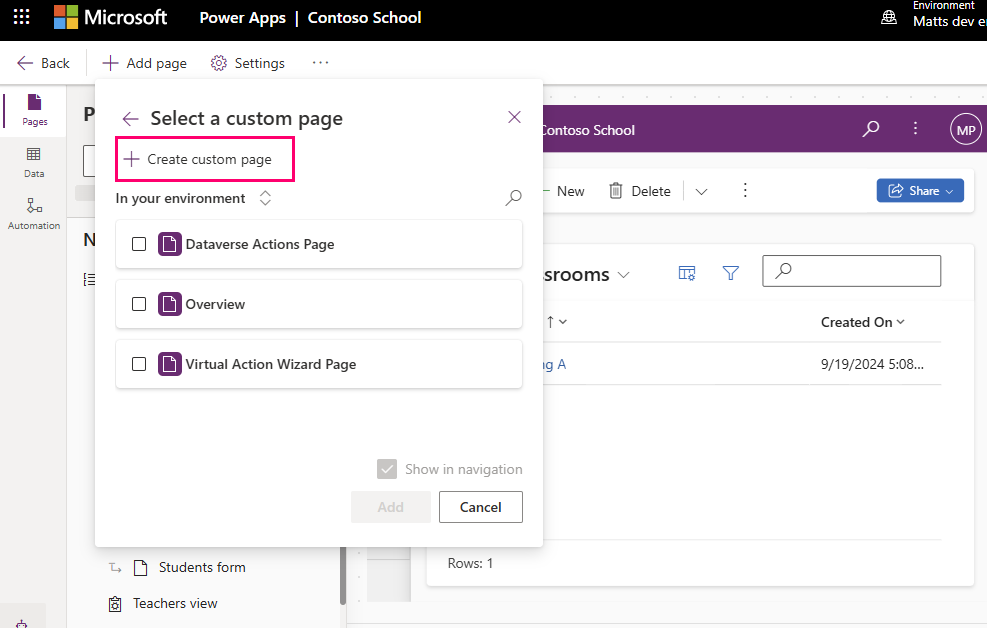 Microsoft
Power Apps | Contoso School
Environment
Matts dev
Back
Add page
Settings
...
Pages
Data
Automation
Select a custom page
Create custom page
In your environment
Dataverse Actions Page
Overview
Virtual Action Wizard Page
Show in navigation
Add
Cancel
Students form
Teachers view
Contoso School
MP
New
Delete
Share
srooms
Created On
ng A
9/19/2024 5:08...
Rows: 1